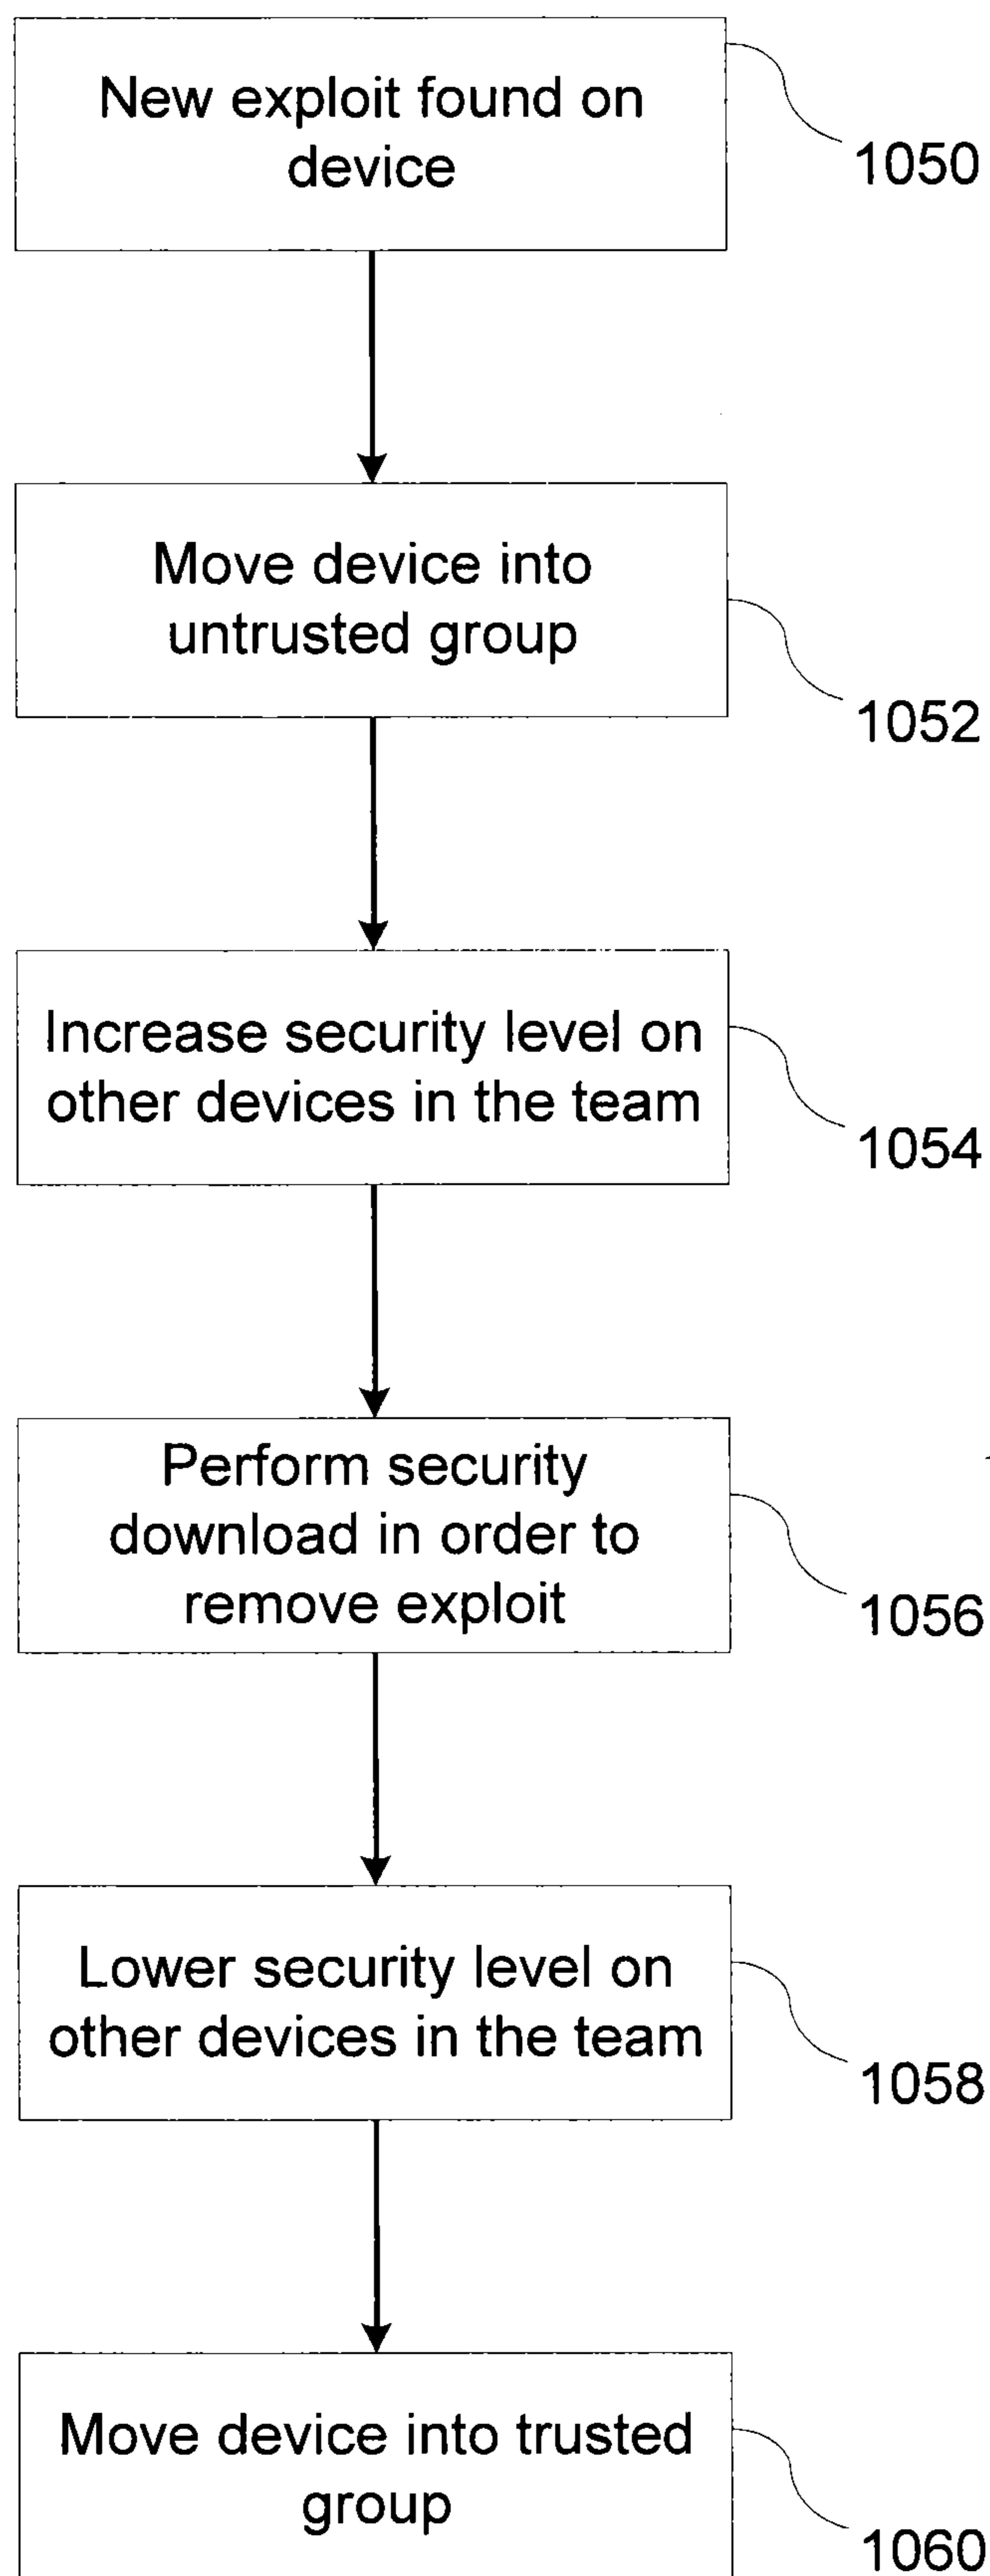 New exploit found on
device
1050
Move device into
untrusted group
1052
Increase security level on
other devices in the team
1054
Perform security
download in order to
remove exploit
1056
Lower security level on
other devices in the team
1058
Move device into trusted
group
1060